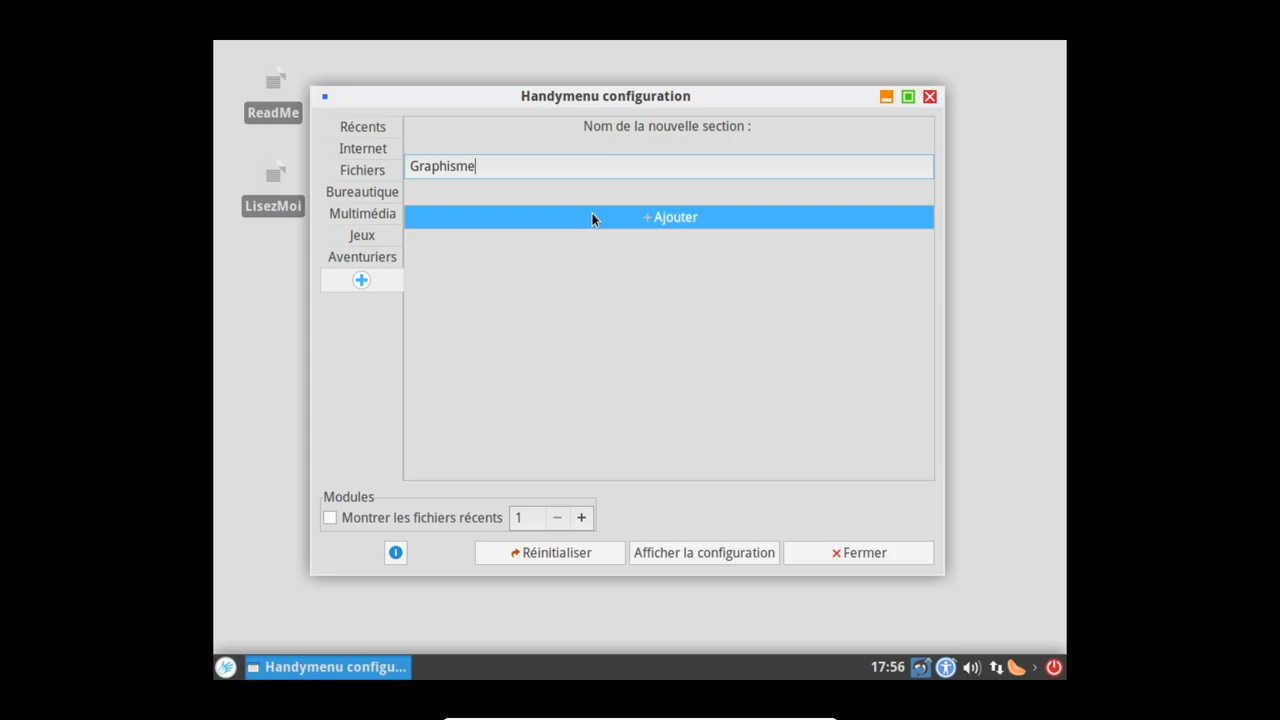 ReadMe
LisezMoi
Handymenu configuration
Récents
Internet
Fichiers
Bureautique
Multimédia
Jeux
Aventuriers
Nom de la nouvelle section :
Graphisme
+ Ajouter
Modules
Montrer les fichiers récents 1 − +
Réinitialiser
Afficher la configuration
Fermer
Handymenu configu...
17:56